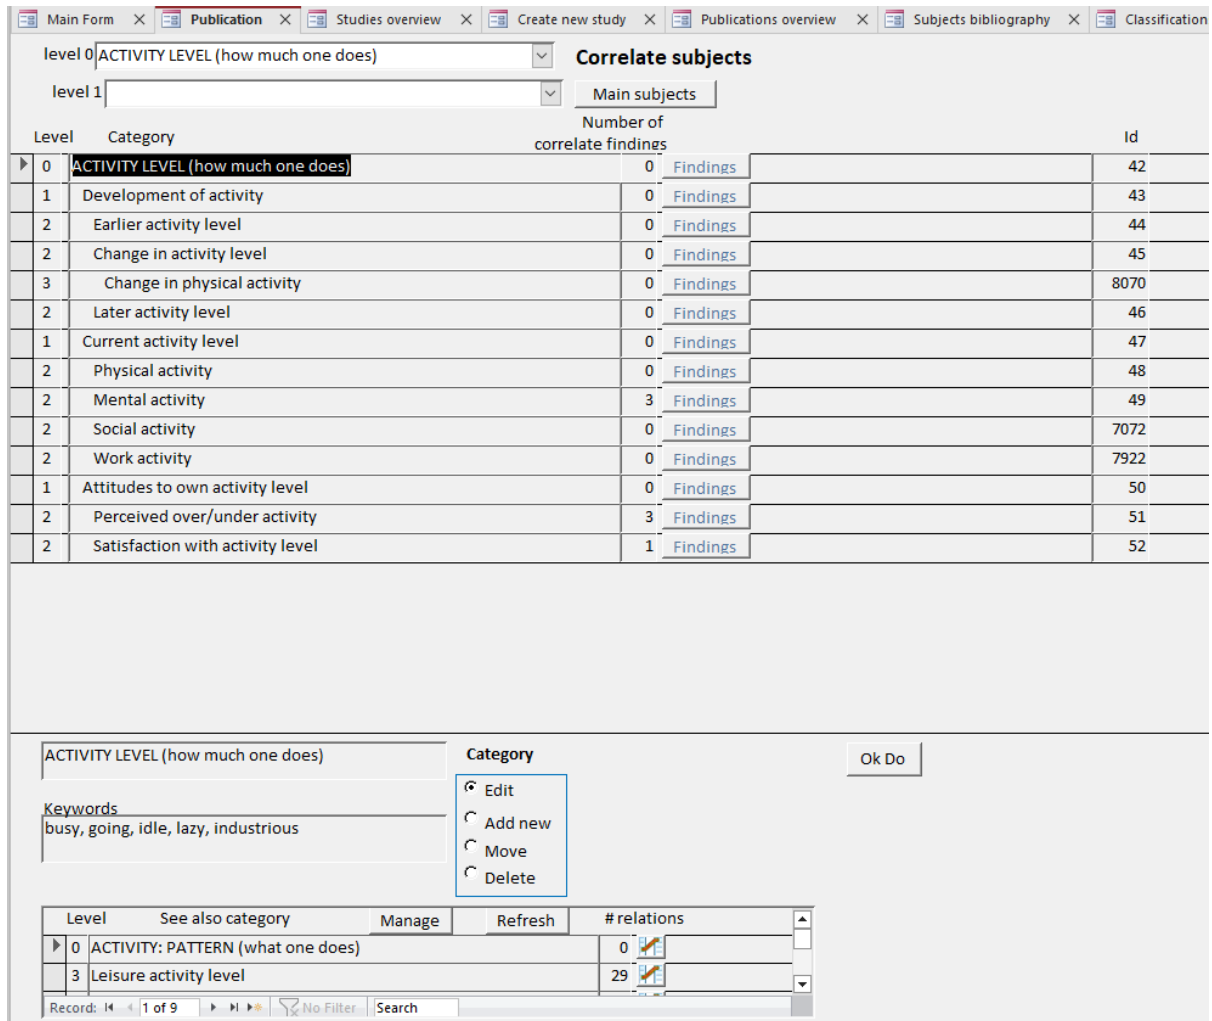 Main Form Publication Studies overview Create new study Publications overview Subjects bibliography Classification
level 0 ACTIVITY LEVEL (how much one does) Correlate subjects
level 1 Main subjects
Number of
Level Category correlate findings Id
0 ACTIVITY LEVEL (how much one does) 0 Findings 42
1 Development of activity 0 Findings 43
2 Earlier activity level 0 Findings 44
2 Change in activity level 0 Findings 45
3 Change in physical activity 0 Findings 8070
2 Later activity level 0 Findings 46
1 Current activity level 0 Findings 47
2 Physical activity 0 Findings 48
2 Mental activity 3 Findings 49
2 Social activity 0 Findings 7072
2 Work activity 0 Findings 7922
1 Attitudes to own activity level 0 Findings 50
2 Perceived over/under activity 3 Findings 51
2 Satisfaction with activity level 1 Findings 52
ACTIVITY LEVEL (how much one does) Category Ok Do
Edit
Keywords
busy, going, idle, lazy, industrious
Add new
Move
Delete
Level See also category Manage Refresh # relations
0 ACTIVITY: PATTERN (what one does) 0
3 Leisure activity level 29
Record: 1 of 9 No Filter Search